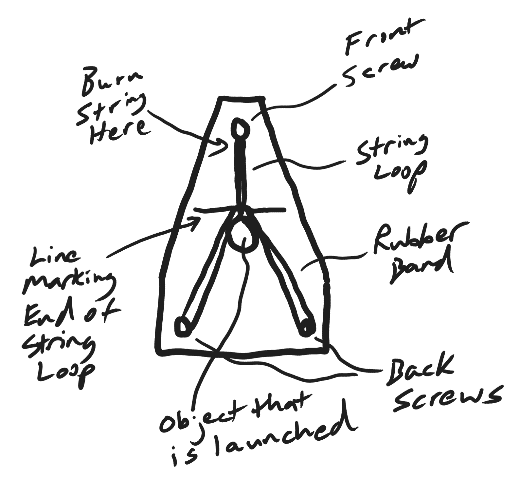 Front
Screw
Burn
String
Here
String
Loop
Line
Marking
End of
String
Loop
Rubber
Band
Back
Screws
Object that
is launched